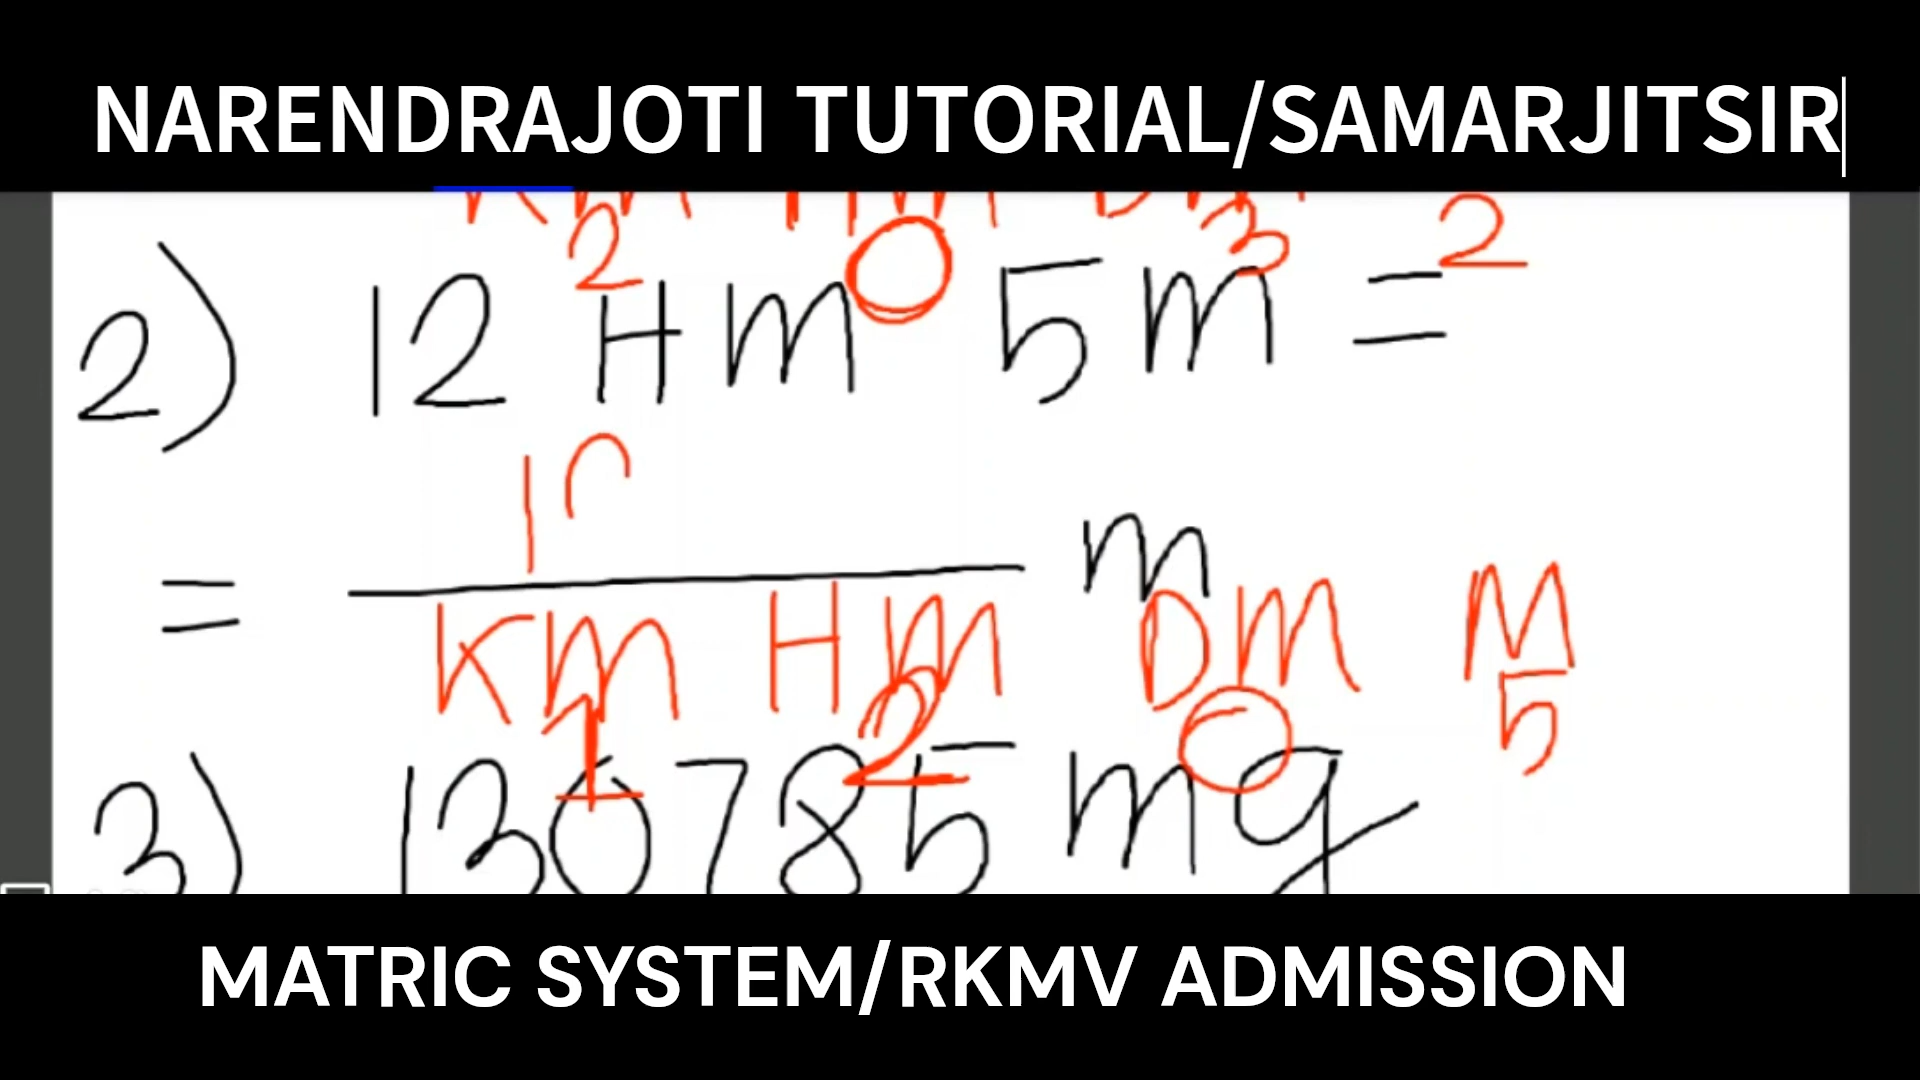 NARENDRAJOTI TUTORIAL/SAMARJITSIR
2 0 3 2
2) 12 Hm 5m =
= m
Km Hm Dm M
1 2 0 5
3) 130785 mg
MATRIC SYSTEM/RKMV ADMISSION